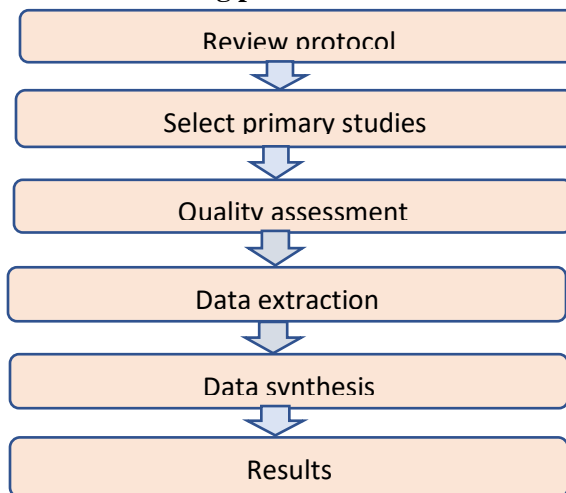 Review protocol
Select primary studies
Quality assessment
Data extraction
Data synthesis
Results